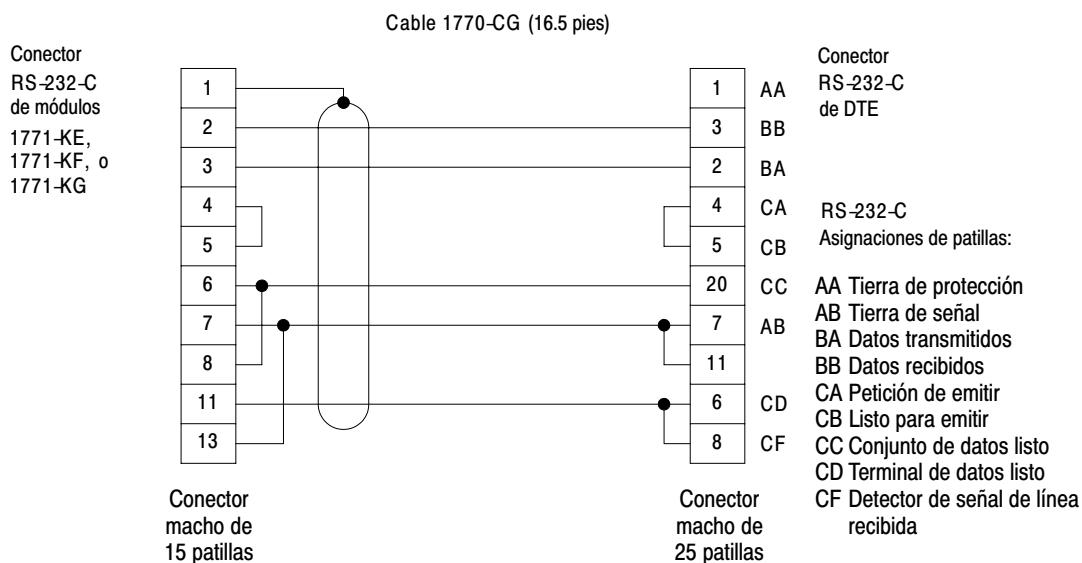 Cable 1770-CG (16.5 pies)
Conector
RS-232-C
de módulos
1771-KE,
1771-KF, o
1771-KG
1
2
3
4
5
6
7
8
11
13
Conector
macho de
15 patillas
1 AA
3 BB
2 BA
4 CA
5 CB
20 CC
7 AB
11
6 CD
8 CF
Conector
macho de
25 patillas
Conector
RS-232-C
de DTE
RS-232-C
Asignaciones de patillas:
AA Tierra de protección
AB Tierra de señal
BA Datos transmitidos
BB Datos recibidos
CA Petición de emitir
CB Listo para emitir
CC Conjunto de datos listo
CD Terminal de datos listo
CF Detector de señal de línea
recibida